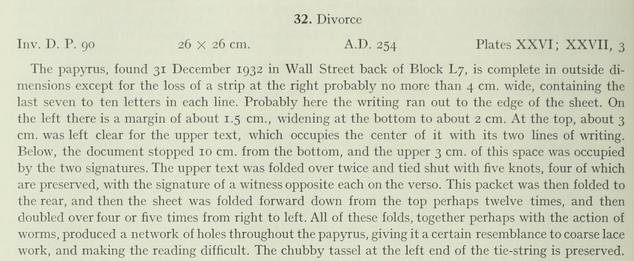 32. Divorce
Inv. D. P. 90 26 × 26 cm. A.D. 254 Plates XXVI; XXVII, 3
The papyrus, found 31 December 1932 in Wall Street back of Block L7, is complete in outside di-
mensions except for the loss of a strip at the right probably no more than 4 cm. wide, containing the
last seven to ten letters in each line. Probably here the writing ran out to the edge of the sheet. On
the left there is a margin of about 1.5 cm., widening at the bottom to about 2 cm. At the top, about 3
cm. was left clear for the upper text, which occupies the center of it with its two lines of writing.
Below, the document stopped 10 cm. from the bottom, and the upper 3 cm. of this space was occupied
by the two signatures. The upper text was folded over twice and tied shut with five knots, four of which
are preserved, with the signature of a witness opposite each on the verso. This packet was then folded to
the rear, and then the sheet was folded forward down from the top perhaps twelve times, and then
doubled over four or five times from right to left. All of these folds, together perhaps with the action of
worms, produced a network of holes throughout the papyrus, giving it a certain resemblance to coarse lace
work, and making the reading difficult. The chubby tassel at the left end of the tie-string is preserved.